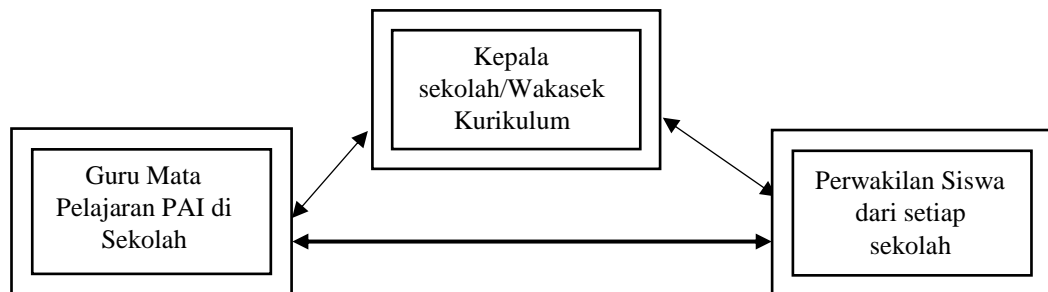 Kepala
sekolah/Wakasek
Kurikulum
Guru Mata
Pelajaran PAI di
Sekolah
Perwakilan Siswa
dari setiap
sekolah